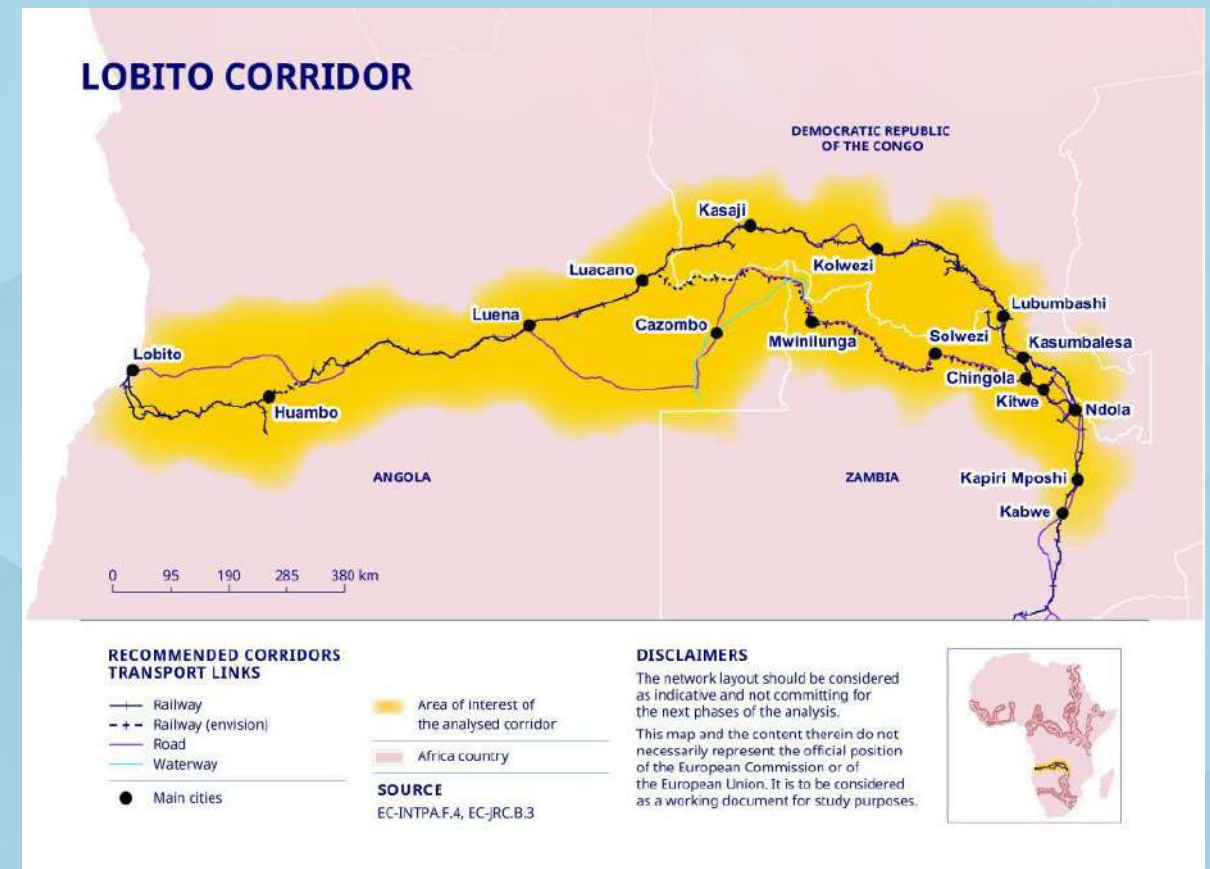 LOBITO CORRIDOR
DEMOCRATIC REPUBLIC
OF THE CONGO
Kasaji
Kolwezi
Luacano
Lubumbashi
Luena
Cazombo
Mwinilunga
Solwezi
Kasumbalesa
Lobito
Chingola
Kitwe
Ndola
Huambo
ANGOLA
ZAMBIA
Kapiri Mposhi
Kabwe
0 95 190 285 380 km
RECOMMENDED CORRIDORS
TRANSPORT LINKS
Railway
Railway (envision)
Road
Waterway
Main cities
Area of interest of
the analysed corridor
Africa country
SOURCE
EC-INTPA.F.4, EC-JRC.B.3
DISCLAIMERS
The network layout should be considered
as indicative and not committing for
the next phases of the analysis.
This map and the content therein do not
necessarily represent the official position
of the European Commission or of
the European Union. It is to be considered
as a working document for study purposes.